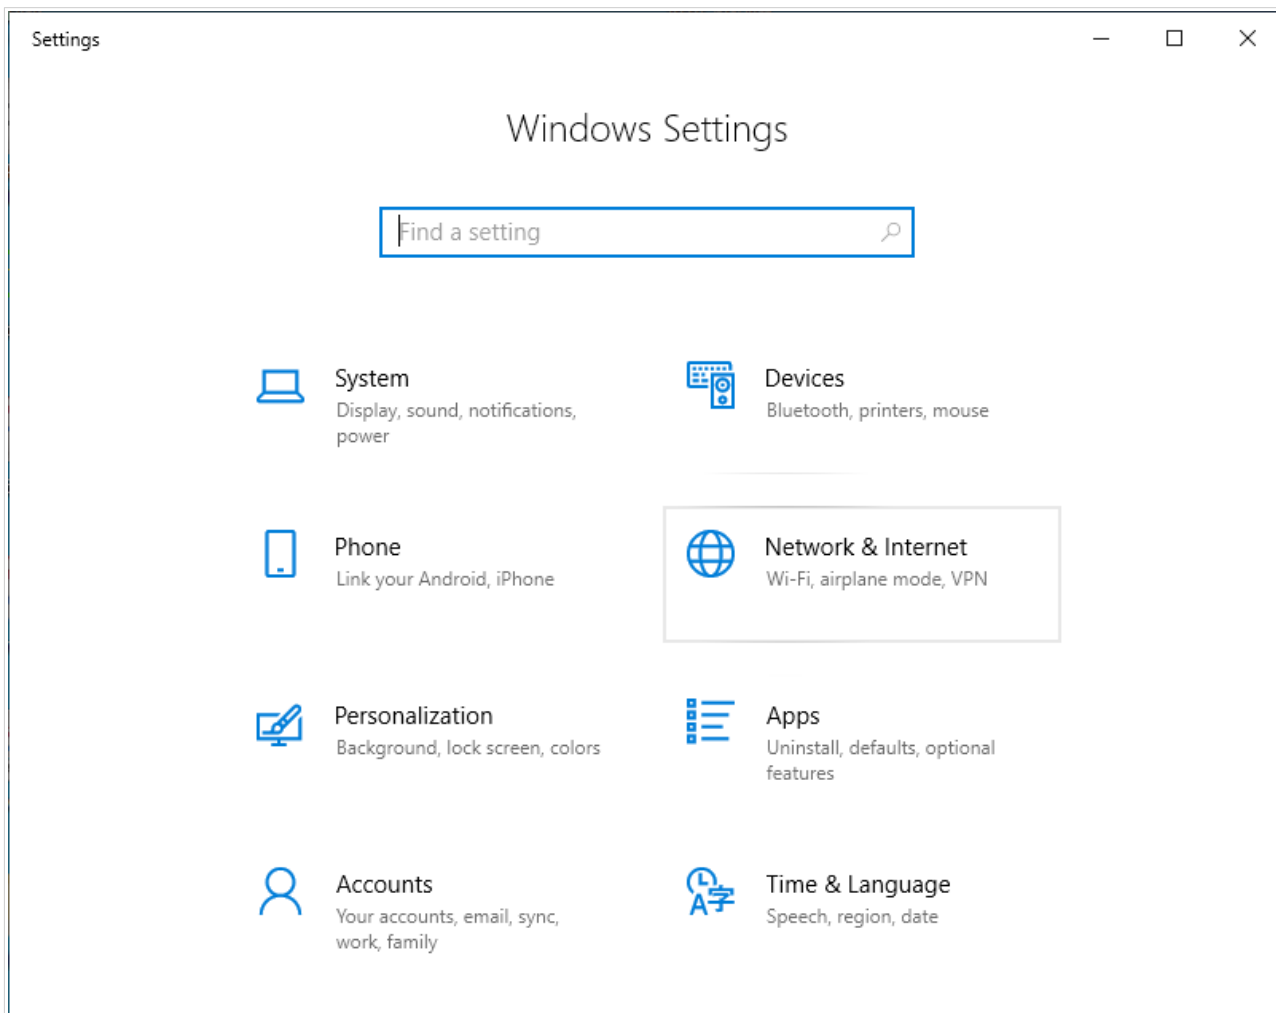 Settings
Windows Settings
Find a setting
System
Display, sound, notifications,
power
Devices
Bluetooth, printers, mouse
Phone
Link your Android, iPhone
Network & Internet
Wi-Fi, airplane mode, VPN
Personalization
Background, lock screen, colors
Apps
Uninstall, defaults, optional
features
Accounts
Your accounts, email, sync,
work, family
Time & Language
Speech, region, date